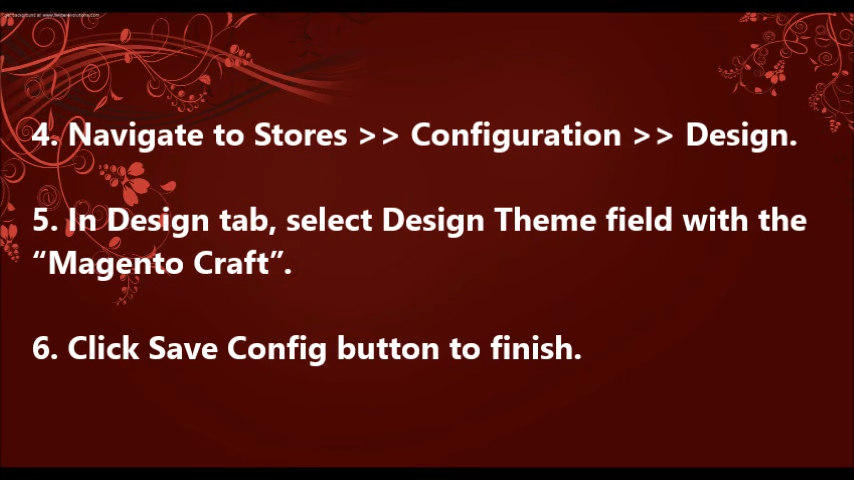 4. Navigate to Stores >> Configuration >> Design.
5. In Design tab, select Design Theme field with the
“Magento Craft”.
6. Click Save Config button to finish.